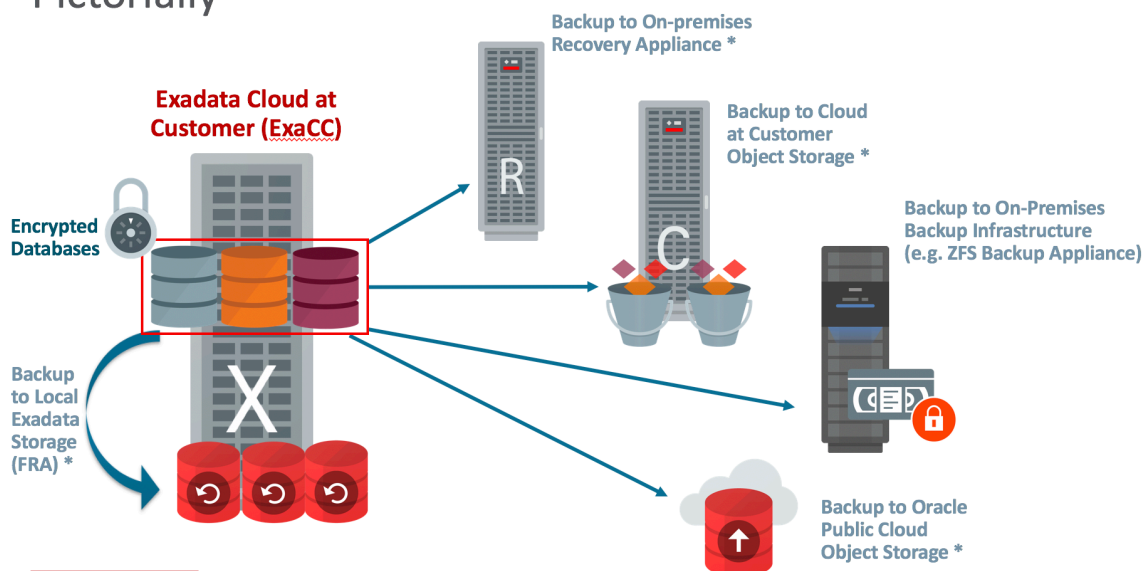 Pictorially
Backup to On-premises
Recovery Appliance *
Exadata Cloud at
Customer (ExaCC)
R
Backup to Cloud
at Customer
Object Storage *
Encrypted
Databases
C
Backup to On-Premises
Backup Infrastructure
(e.g. ZFS Backup Appliance)
Backup
to Local
Exadata
Storage
(FRA) *
X
Backup to Oracle
Public Cloud
Object Storage *